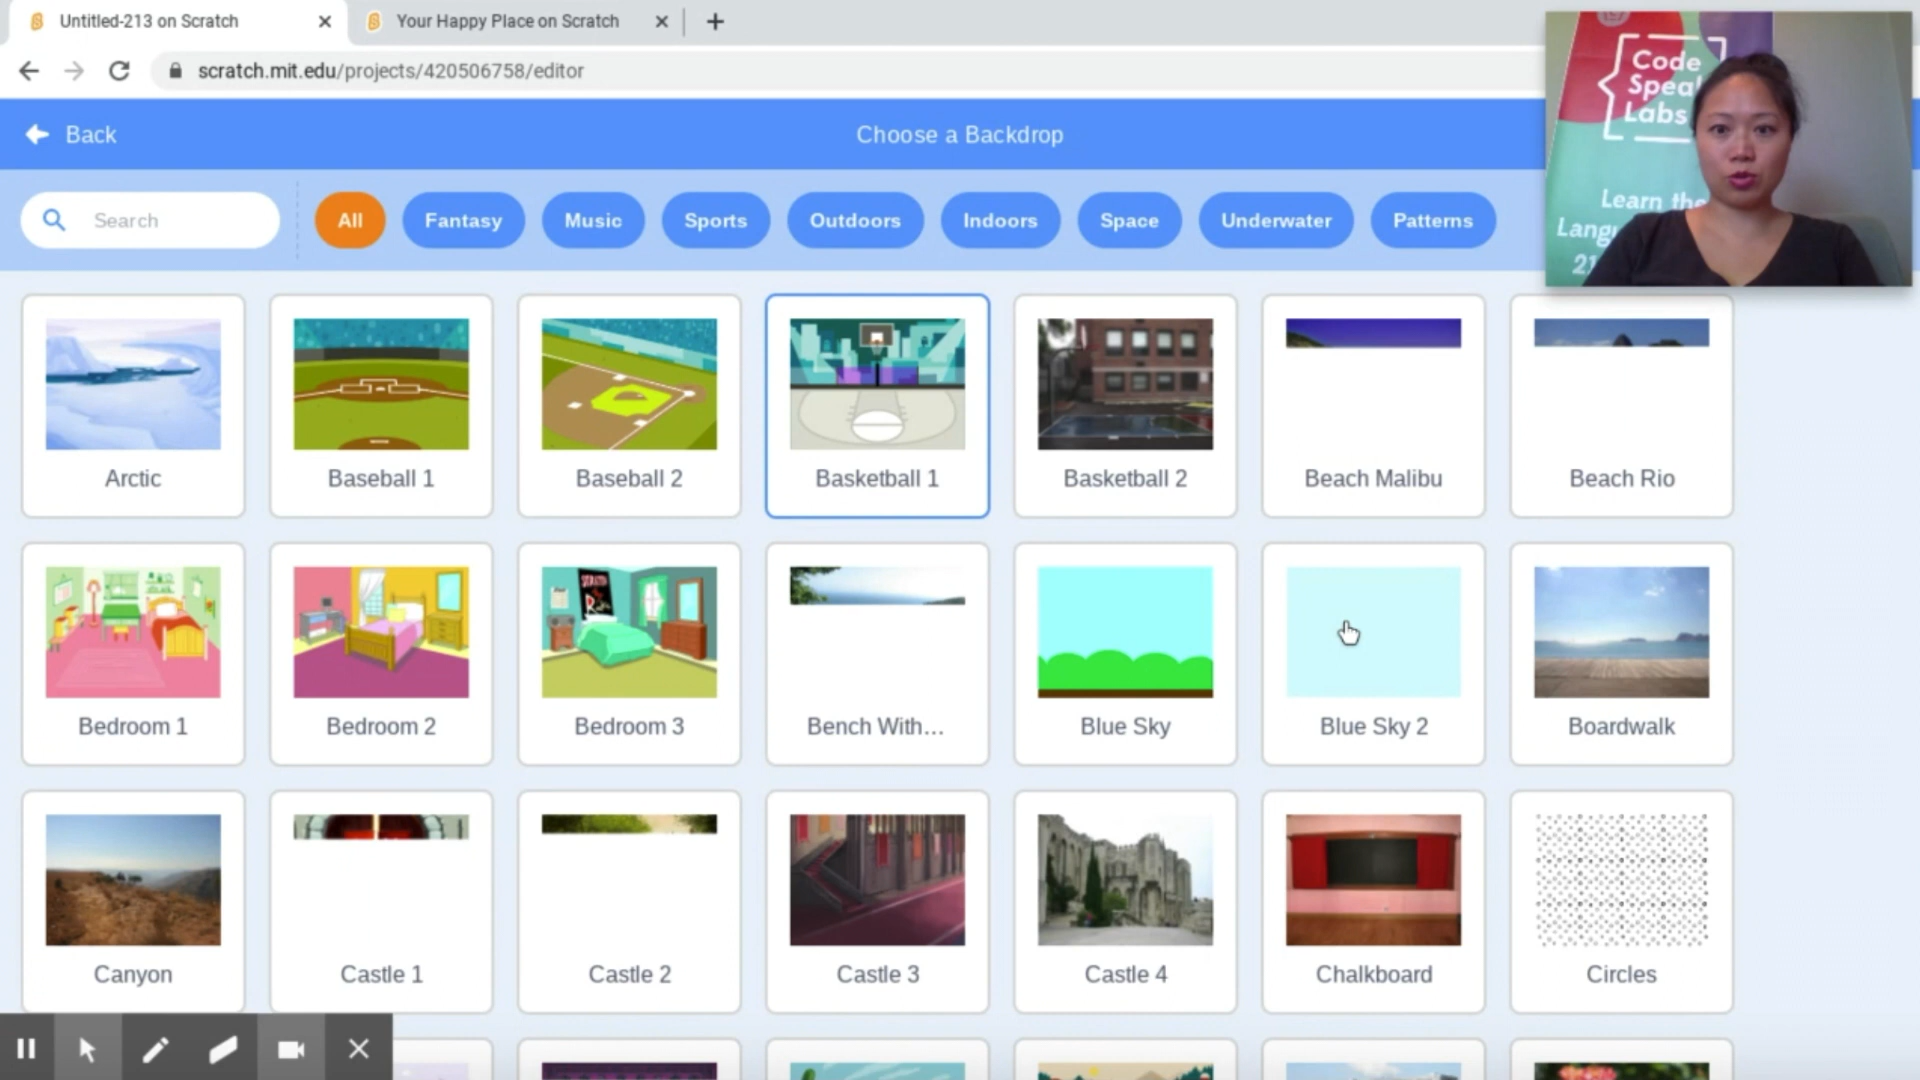 Untitled-213 on Scratch
Your Happy Place on Scratch
scratch.mit.edu/projects/420506758/editor
Back
Choose a Backdrop
Search
All
Fantasy
Music
Sports
Outdoors
Indoors
Space
Underwater
Patterns
Code
Speak
Labs
Learn the
Arctic
Baseball 1
Baseball 2
Basketball 1
Basketball 2
Beach Malibu
Beach Rio
Bedroom 1
Bedroom 2
Bedroom 3
Bench With...
Blue Sky
Blue Sky 2
Boardwalk
Canyon
Castle 1
Castle 2
Castle 3
Castle 4
Chalkboard
Circles